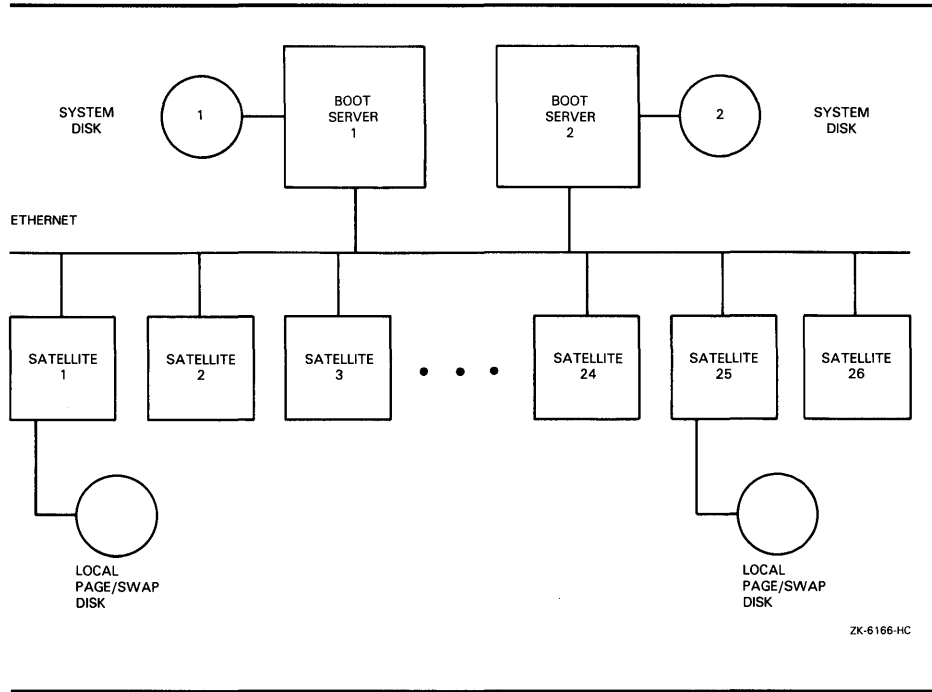 SYSTEM
DISK
1
BOOT
SERVER
1
BOOT
SERVER
2
2
SYSTEM
DISK
ETHERNET
SATELLITE
1
SATELLITE
2
SATELLITE
3
SATELLITE
24
SATELLITE
25
SATELLITE
26
LOCAL
PAGE/SWAP
DISK
LOCAL
PAGE/SWAP
DISK
ZK-6166-HC